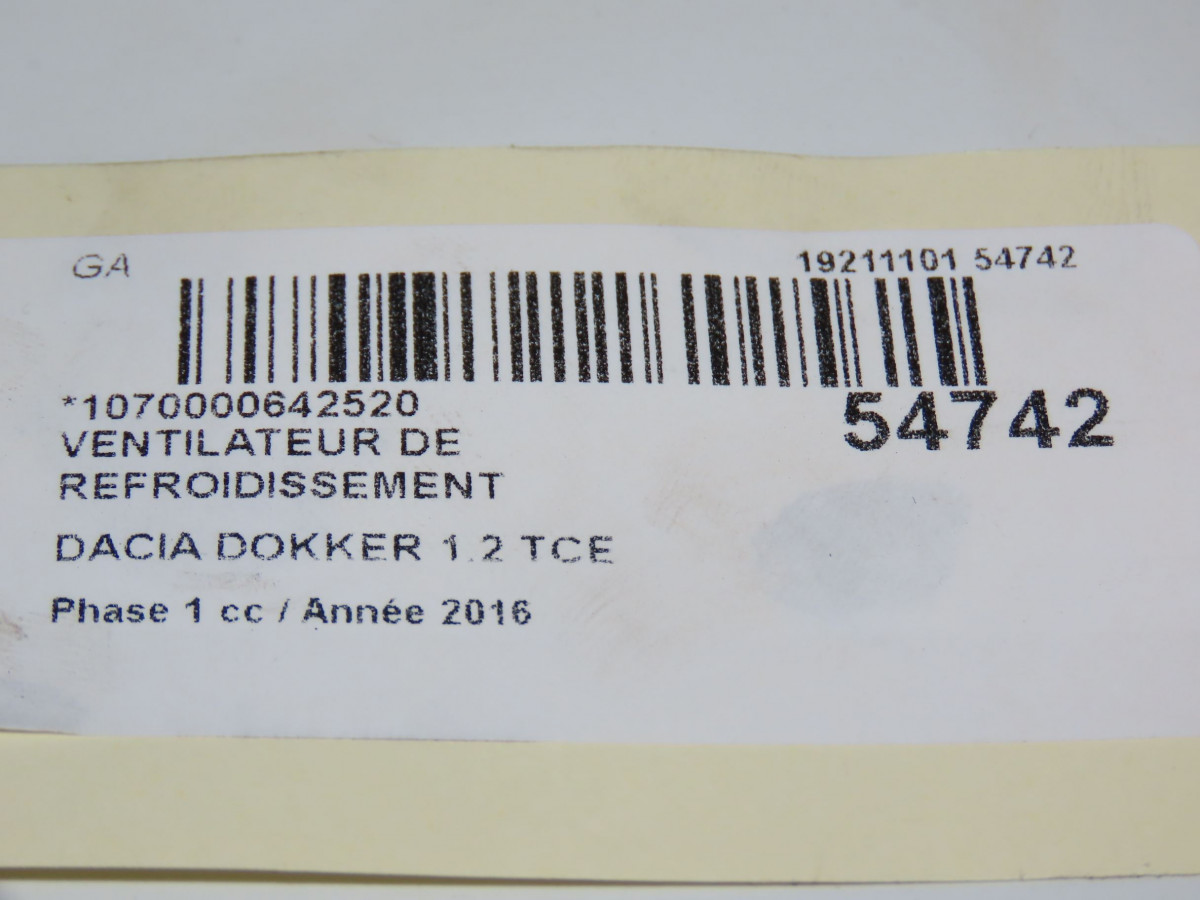 GA
19211101 54742
*1070000642520
54742
VENTILATEUR DE
REFROIDISSEMENT
DACIA DOKKER 1.2 TCE
Phase 1 cc / Année 2016